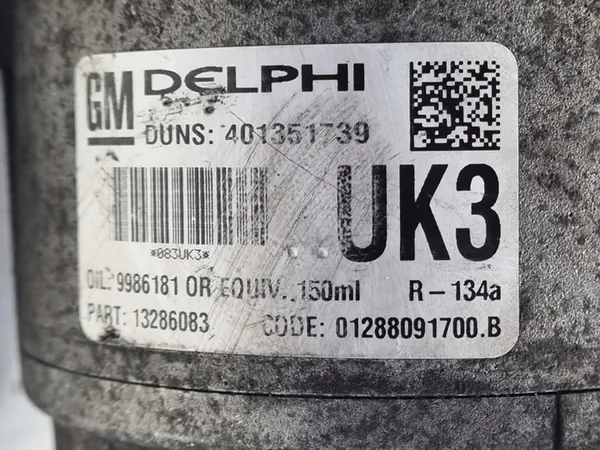 GM DELPHI
DUNS: 401351739
*083UK3*
UK3
OIL: 9986181 OR EQUIV., 150ml R-134a
PART: 13286083 CODE: 01288091700.B